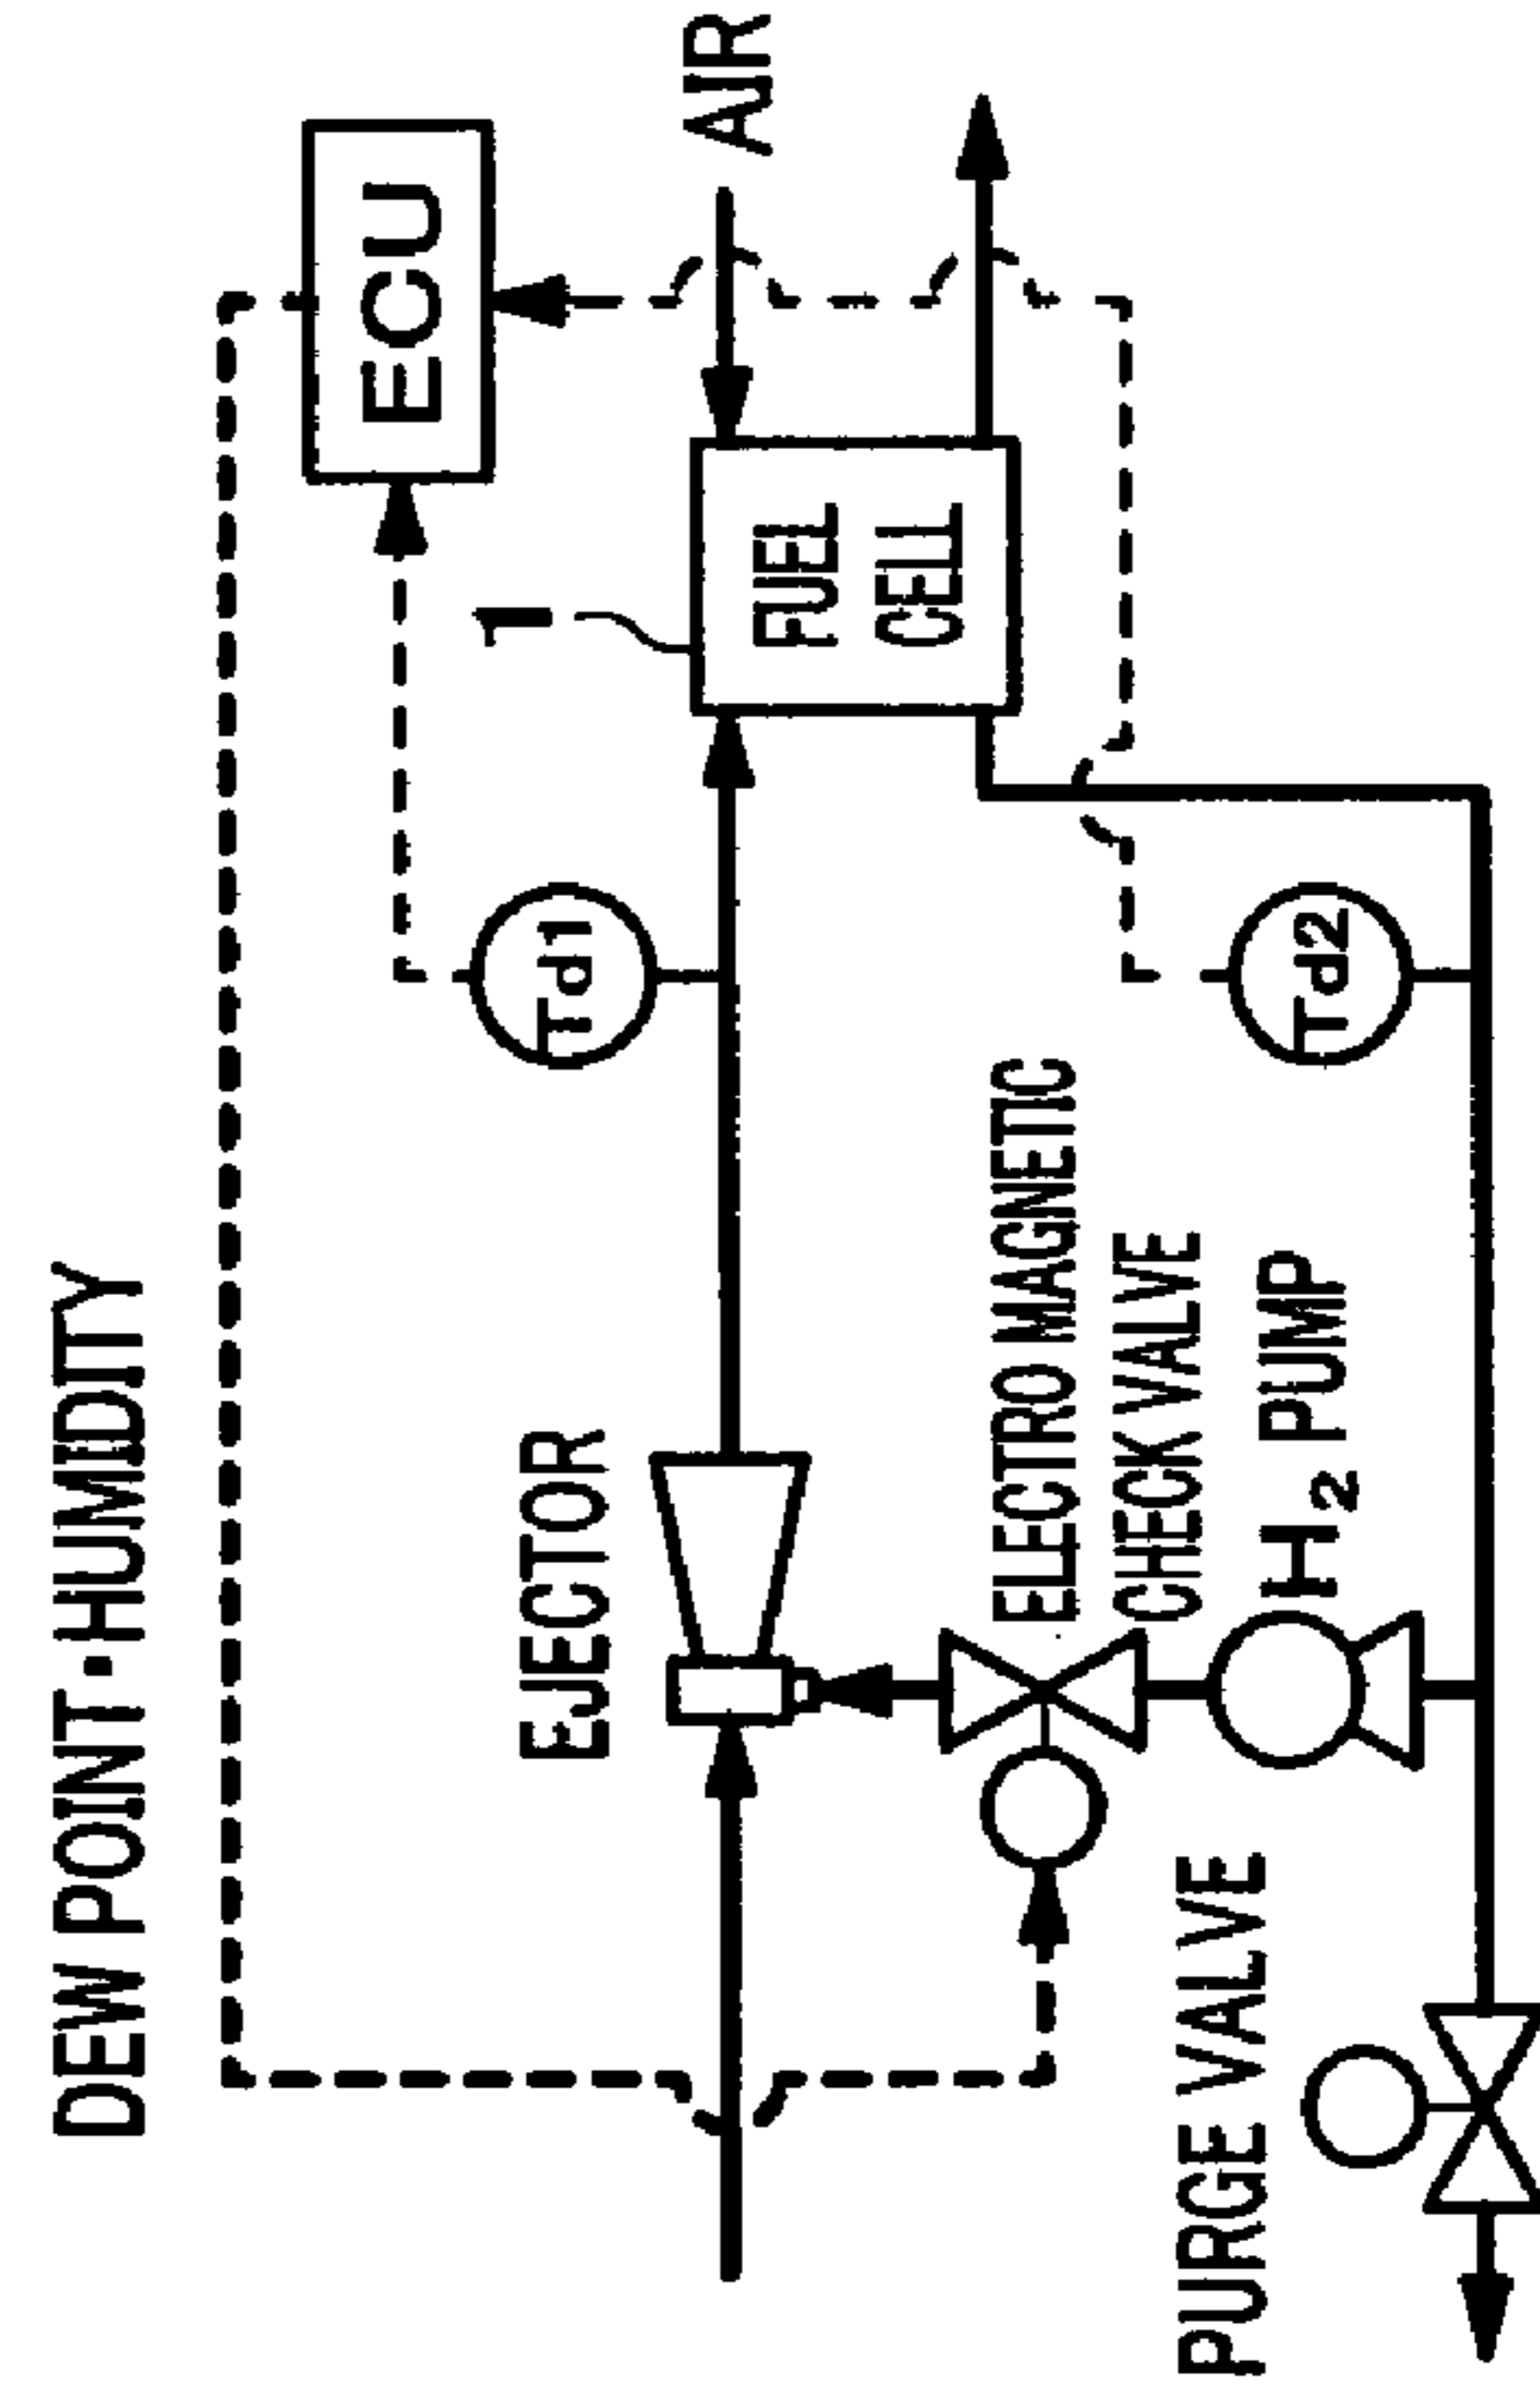 DEW POINT·HUMIDITY
ECU
AIR
1
Td1
EJECTOR
FUEL
CELL
ELECTRO MAGNETIC
CHECK VALVE
H₂ PUMP
Td2
PURGE VALVE